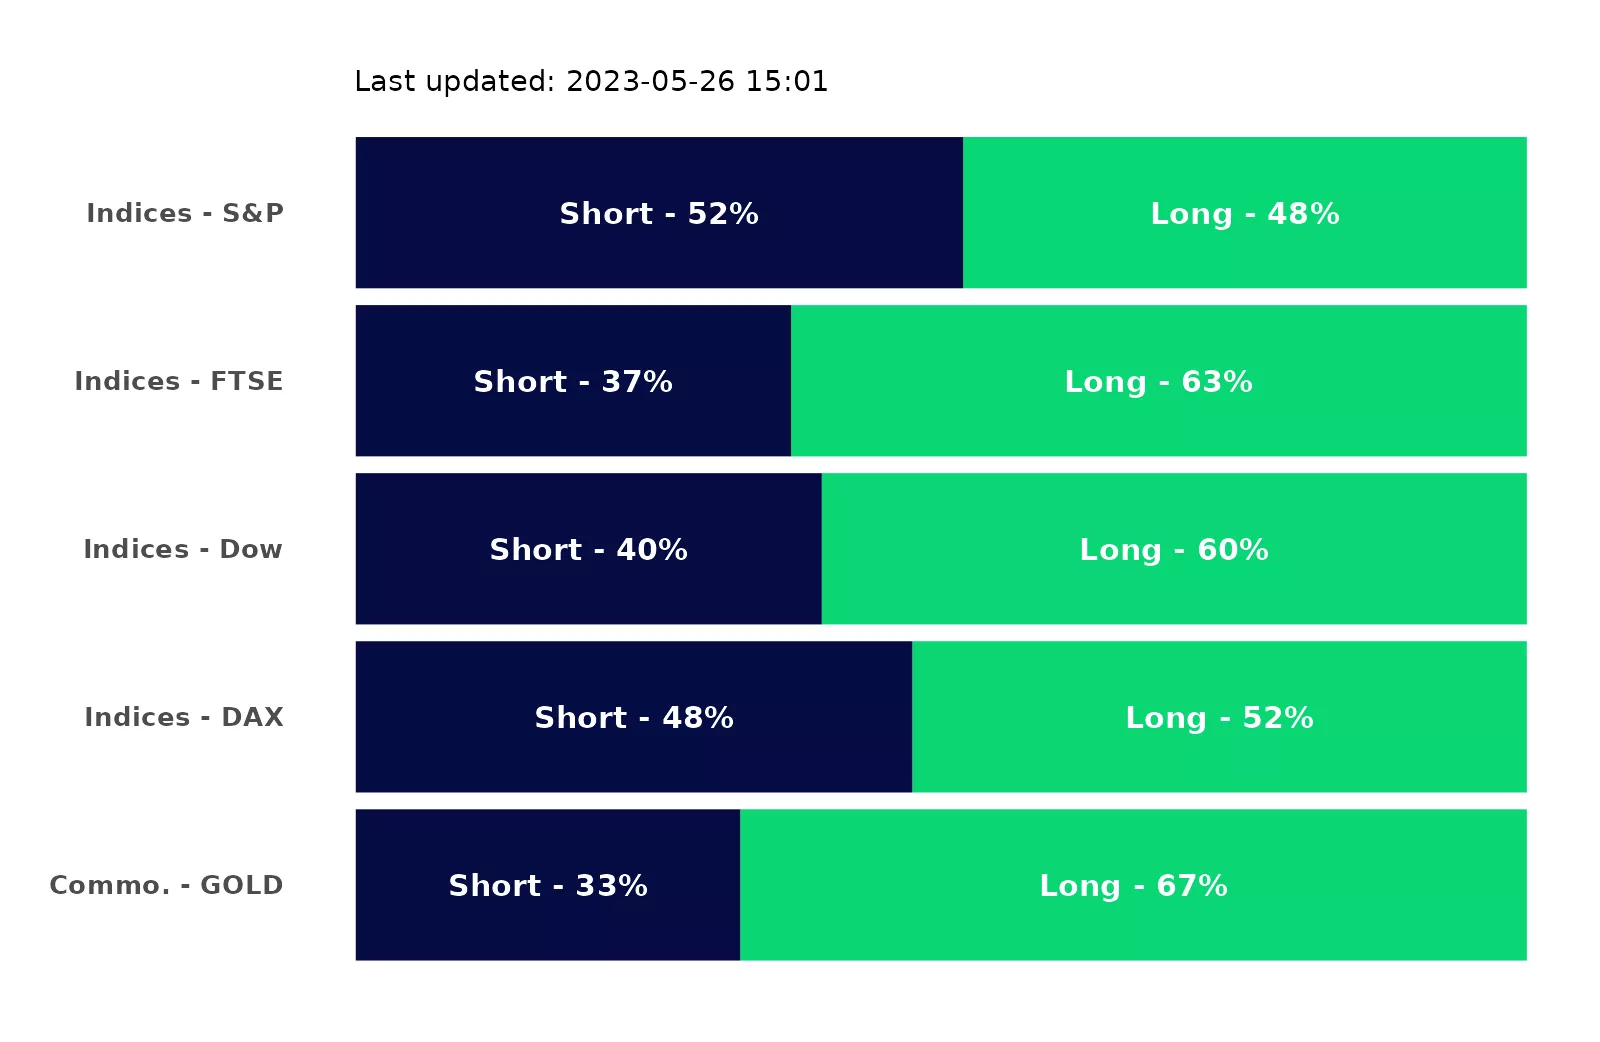 Last updated: 2023-05-26 15:01
Indices - S&P Short - 52% Long - 48%
Indices - FTSE Short - 37% Long - 63%
Indices - Dow Short - 40% Long - 60%
Indices - DAX Short - 48% Long - 52%
Commo. - GOLD Short - 33% Long - 67%